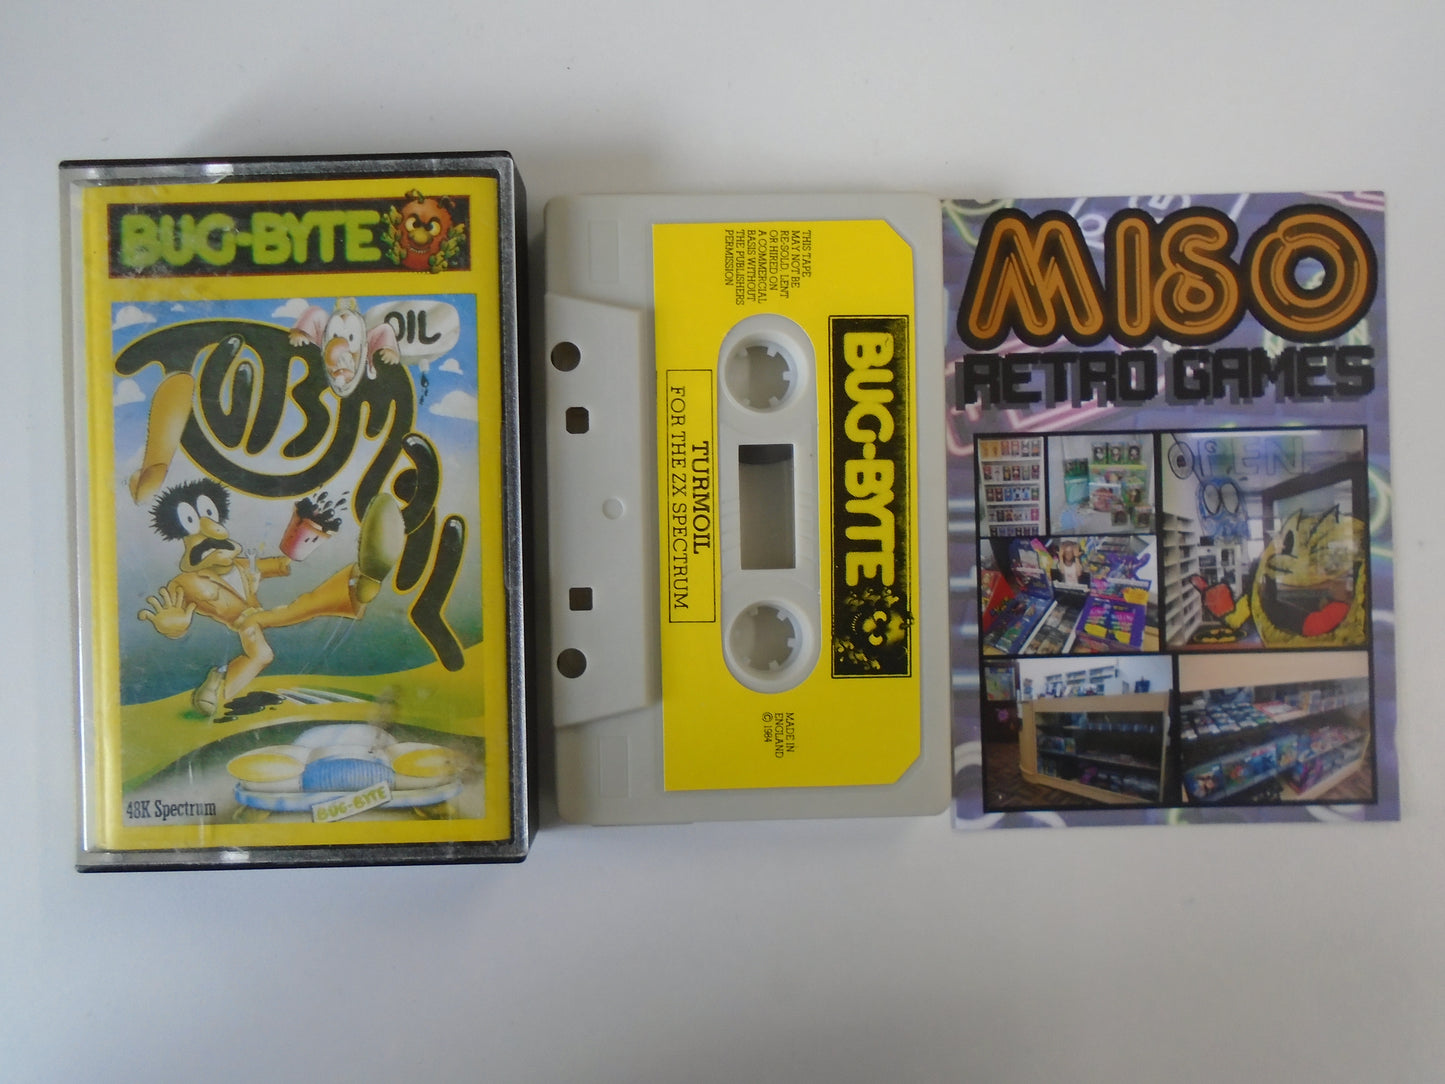 BUG-BYTE
OIL
TURMOIL
48K Spectrum
BUG-BYTE
THIS TAPE
MAY NOT BE
RE-SOLD, LENT
OR HIRED ON
A COMMERCIAL
BASIS WITHOUT
THE PUBLISHERS
PERMISSION
BUG-BYTE
TURMOIL
FOR THE ZX SPECTRUM
MADE IN
ENGLAND
© 1984
MISO
RETRO GAMES
OPEN